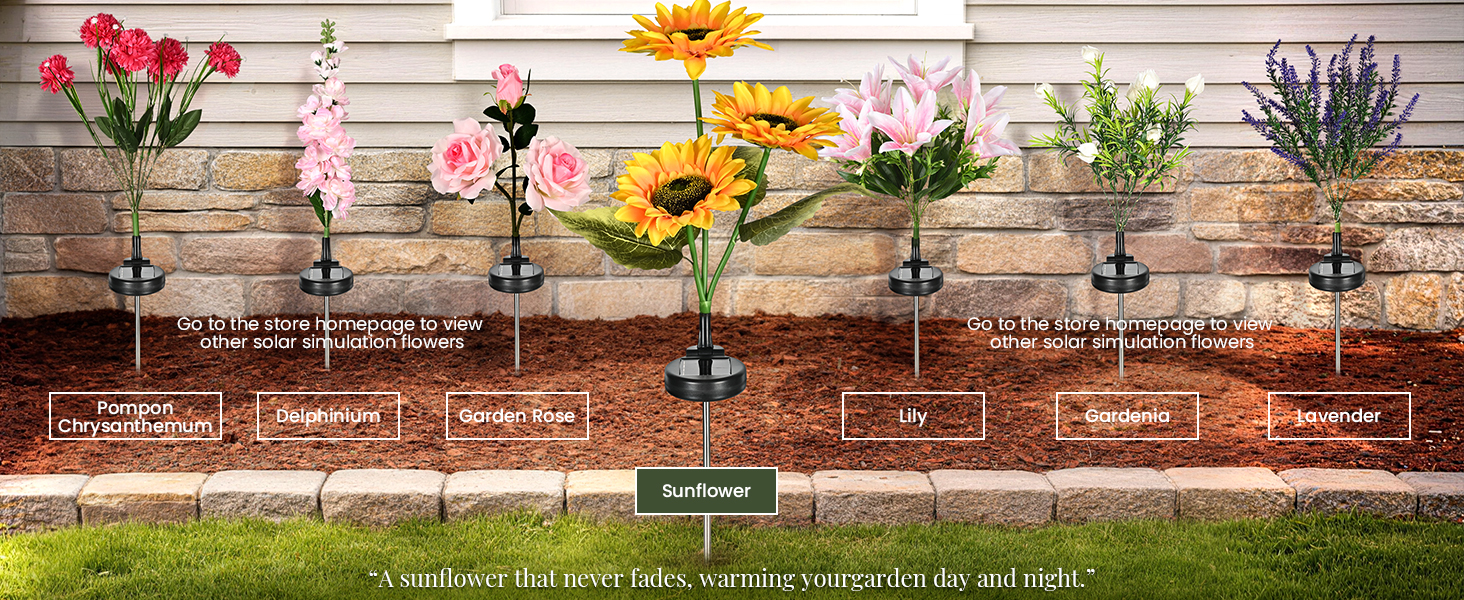 Go to the store homepage to view
other solar simulation flowers
Go to the store homepage to view
other solar simulation flowers
Pompon
Chrysanthemum
Delphinium
Garden Rose
Lily
Gardenia
Lavender
Sunflower
“A sunflower that never fades, warming yourgarden day and night.”